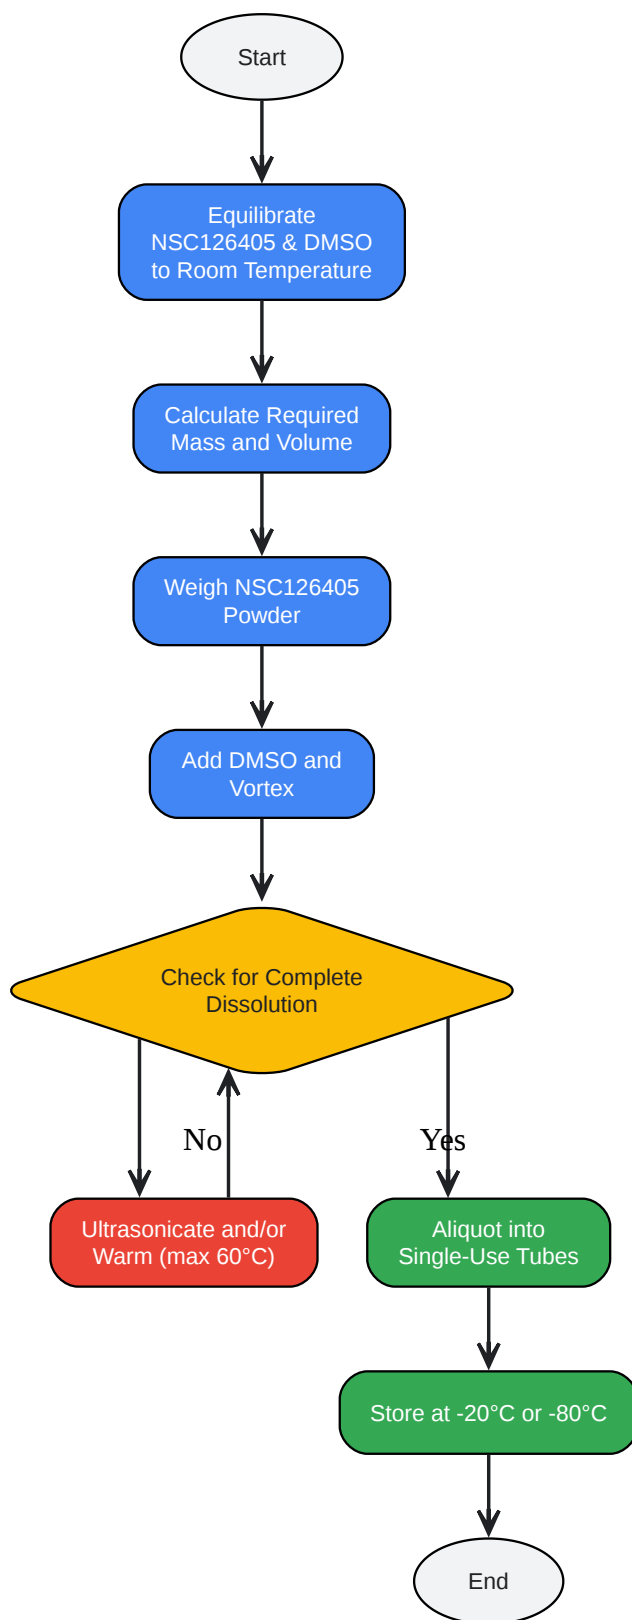 Start
Equilibrate
NSC126405 & DMSO
to Room Temperature
Calculate Required
Mass and Volume
Weigh NSC126405
Powder
Add DMSO and
Vortex
Check for Complete
Dissolution
No
Yes
Ultrasonicate and/or
Warm (max 60°C)
Aliquot into
Single-Use Tubes
Store at -20°C or -80°C
End